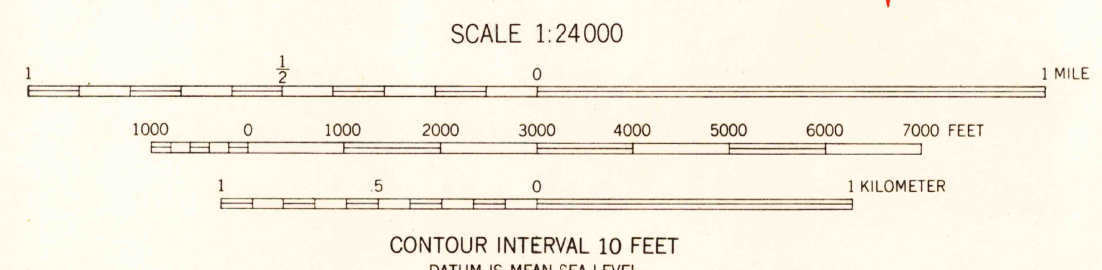 SCALE 1:24000
1 1/2 0 1 MILE
1000 0 1000 2000 3000 4000 5000 6000 7000 FEET
1 .5 0 1 KILOMETER
CONTOUR INTERVAL 10 FEET
DATUM IS MEAN SEA LEVEL